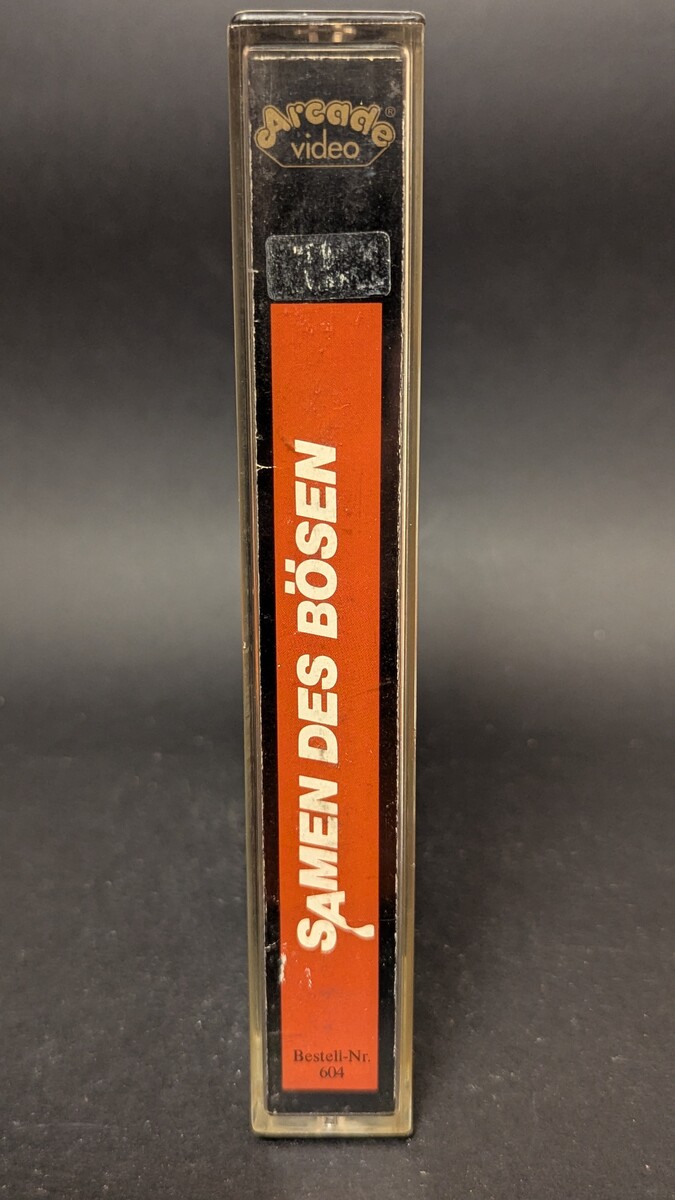 Arcade®
video
SAMEN DES BÖSEN
Bestell-Nr.
604